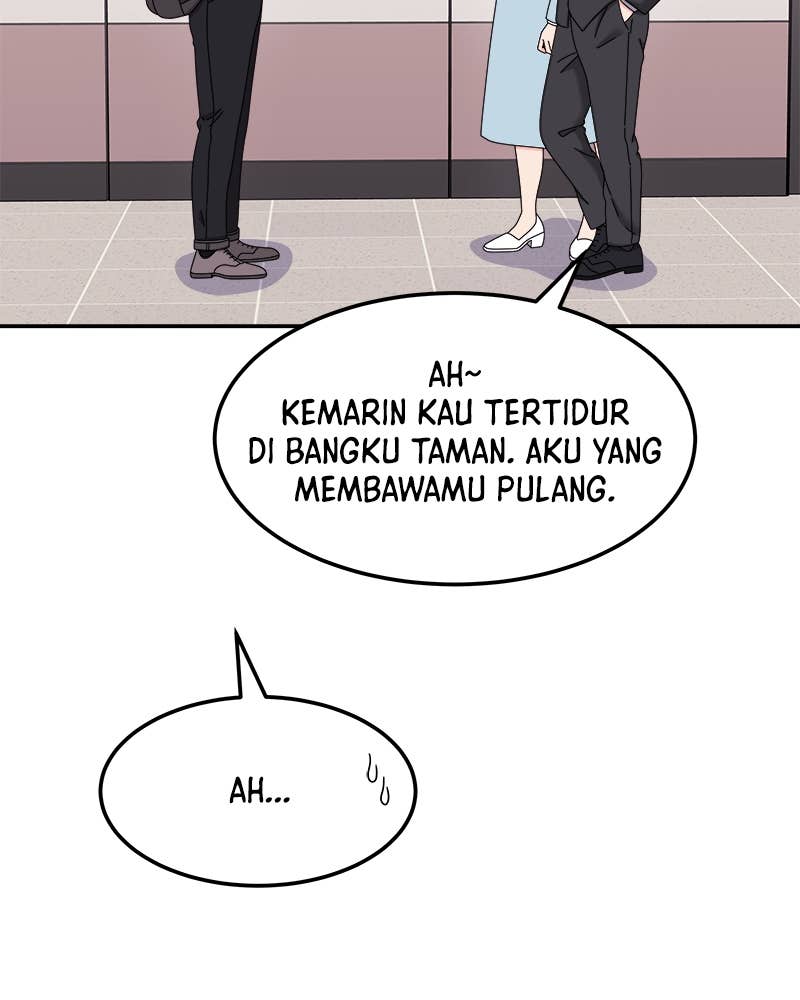 AH~
KEMARIN KAU TERTIDUR
DI BANGKU TAMAN. AKU YANG
MEMBAWAMU PULANG.
AH...